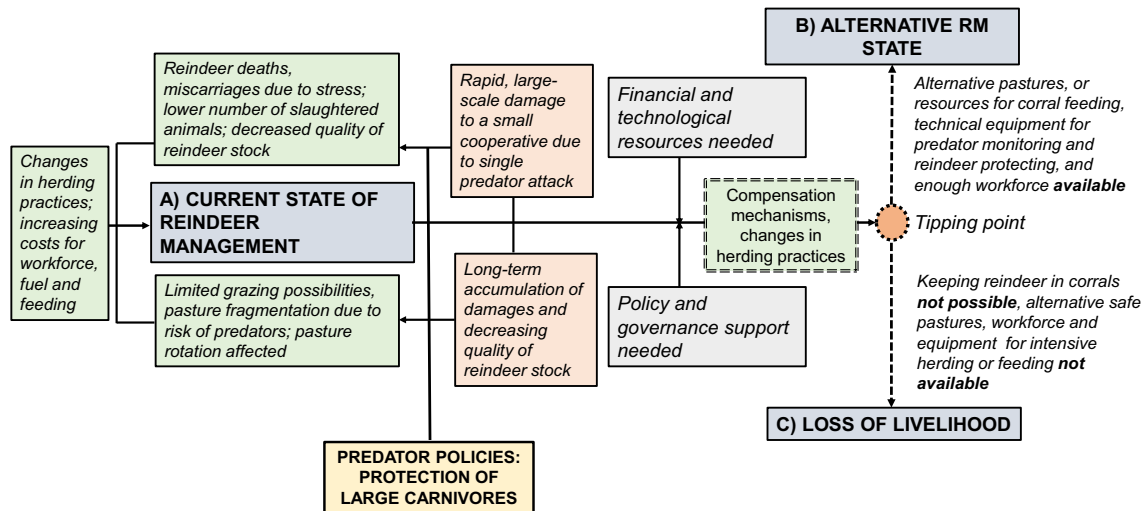 Changes
in herding
practices;
increasing
costs for
workforce,
fuel and
feeding
Reindeer deaths,
miscarriages due to stress;
lower number of slaughtered
animals; decreased quality of
reindeer stock
A) CURRENT STATE OF
REINDEER
MANAGEMENT
Limited grazing possibilities,
pasture fragmentation due to
risk of predators; pasture
rotation affected
Rapid, large-
scale damage
to a small
cooperative due
to single
predator attack
Long-term
accumulation of
damages and
decreasing
quality of
reindeer stock
PREDATOR POLICIES:
PROTECTION OF
LARGE CARNIVORES
Financial and
technological
resources needed
Policy and
governance support
needed
Compensation
mechanisms,
changes in
herding practices
B) ALTERNATIVE RM
STATE
Alternative pastures, or
resources for corral feeding,
technical equipment for
predator monitoring and
reindeer protecting, and
enough workforce available
Tipping point
Keeping reindeer in corrals
not possible, alternative safe
pastures, workforce and
equipment for intensive
herding or feeding not
available
C) LOSS OF LIVELIHOOD